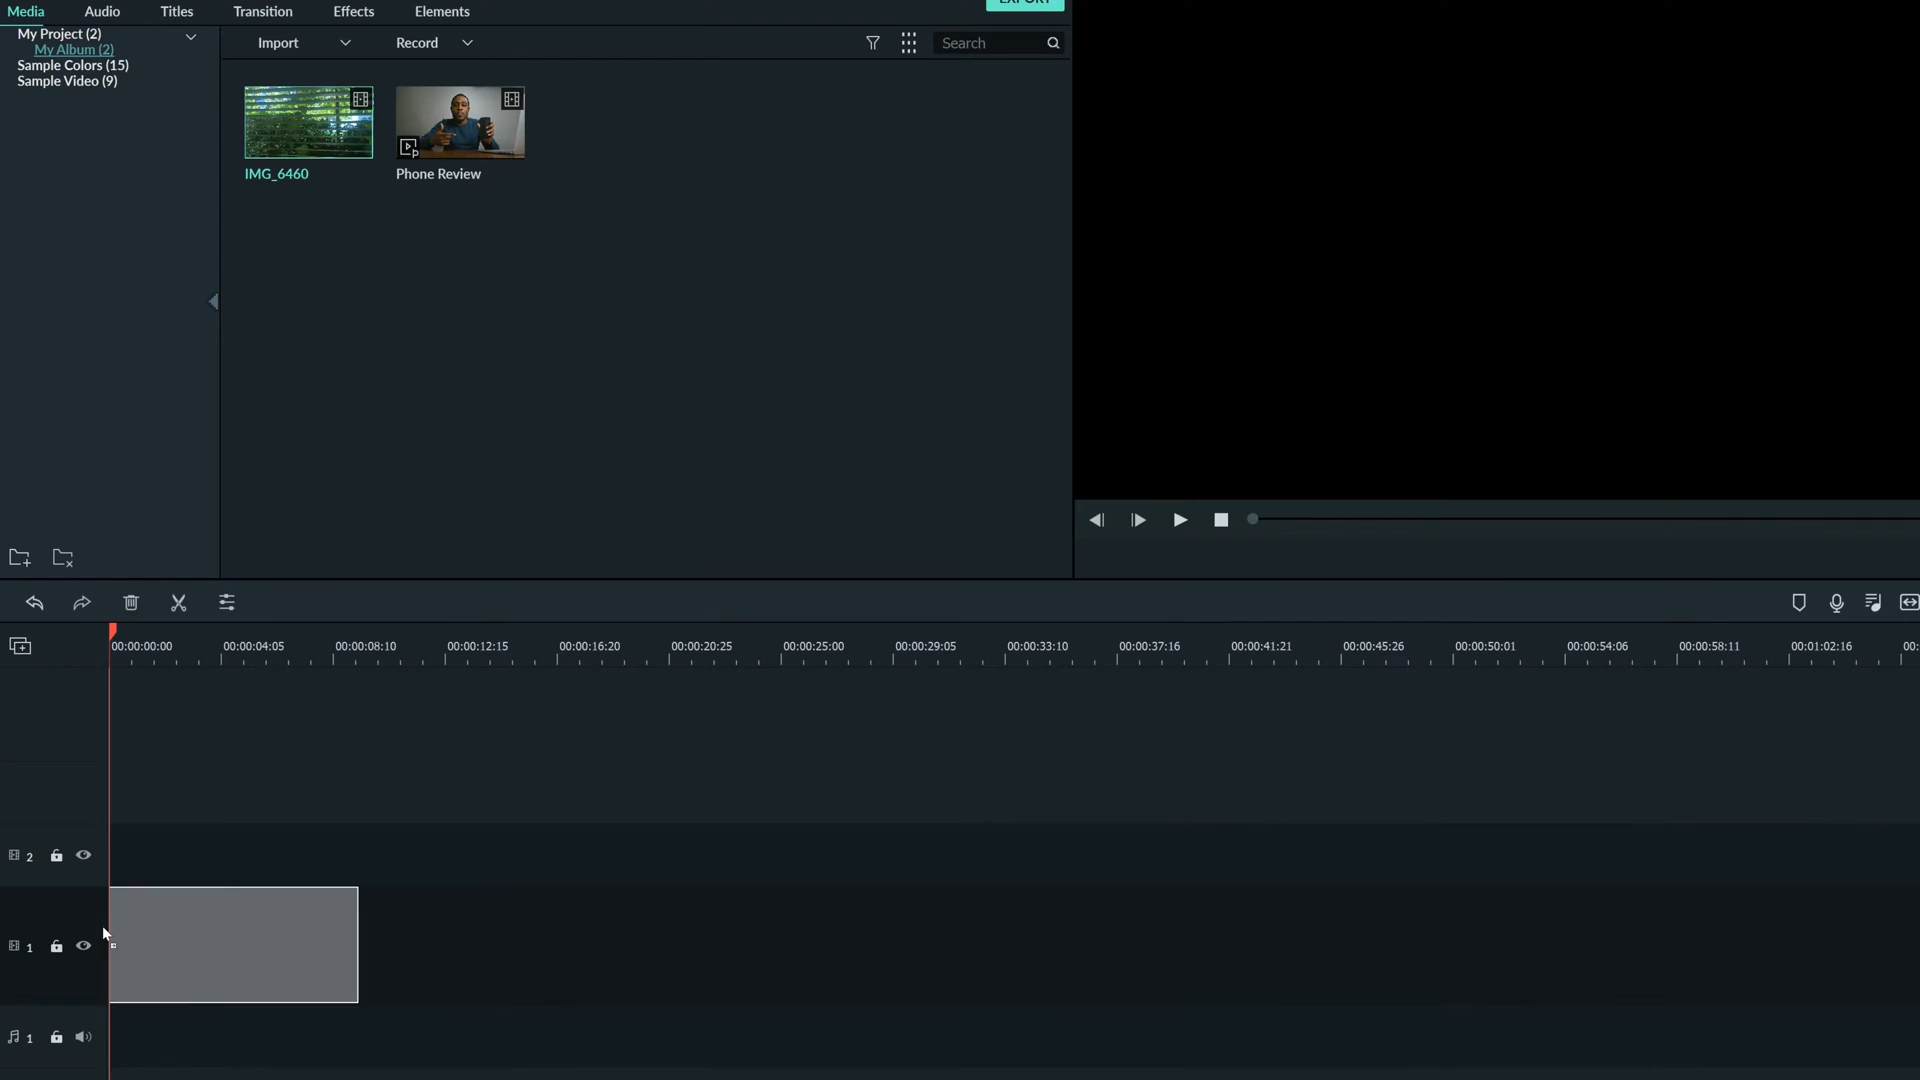 Media Audio Titles Transition Effects Elements EXPORT
My Project (2)
My Album (2)
Sample Colors (15)
Sample Video (9)
Import Record Search
IMG_6460 Phone Review
00:00:00:00 00:00:04:05 00:00:08:10 00:00:12:15 00:00:16:20 00:00:20:25 00:00:25:00 00:00:29:05 00:00:33:10 00:00:37:16 00:00:41:21 00:00:45:26 00:00:50:01 00:00:54:06 00:00:58:11 00:01:02:16 00:
2
1
1